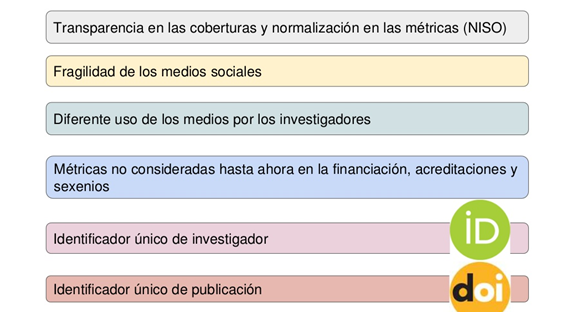 Transparencia en las coberturas y normalización en las métricas (NISO)
Fragilidad de los medios sociales
Diferente uso de los medios por los investigadores
Métricas no consideradas hasta ahora en la financiación, acreditaciones y
sexenios
Identificador único de investigador
iD
Identificador único de publicación
doi